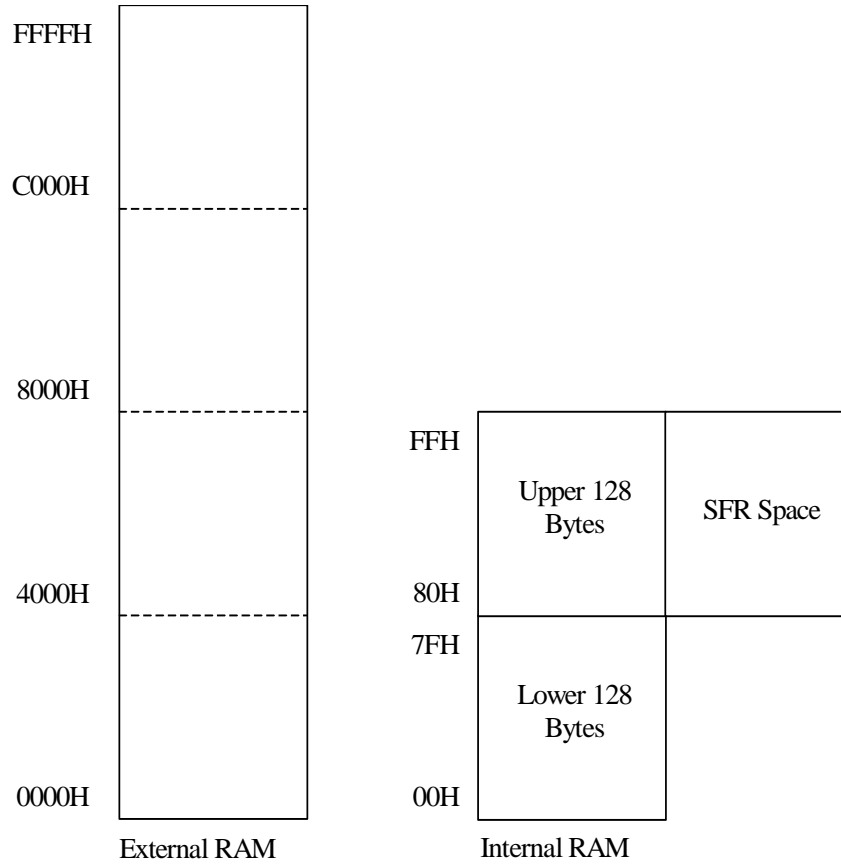 FFFFH
C000H
8000H
4000H
0000H
External RAM
FFH
80H
7FH
00H
Upper 128
Bytes
SFR Space
Lower 128
Bytes
Internal RAM